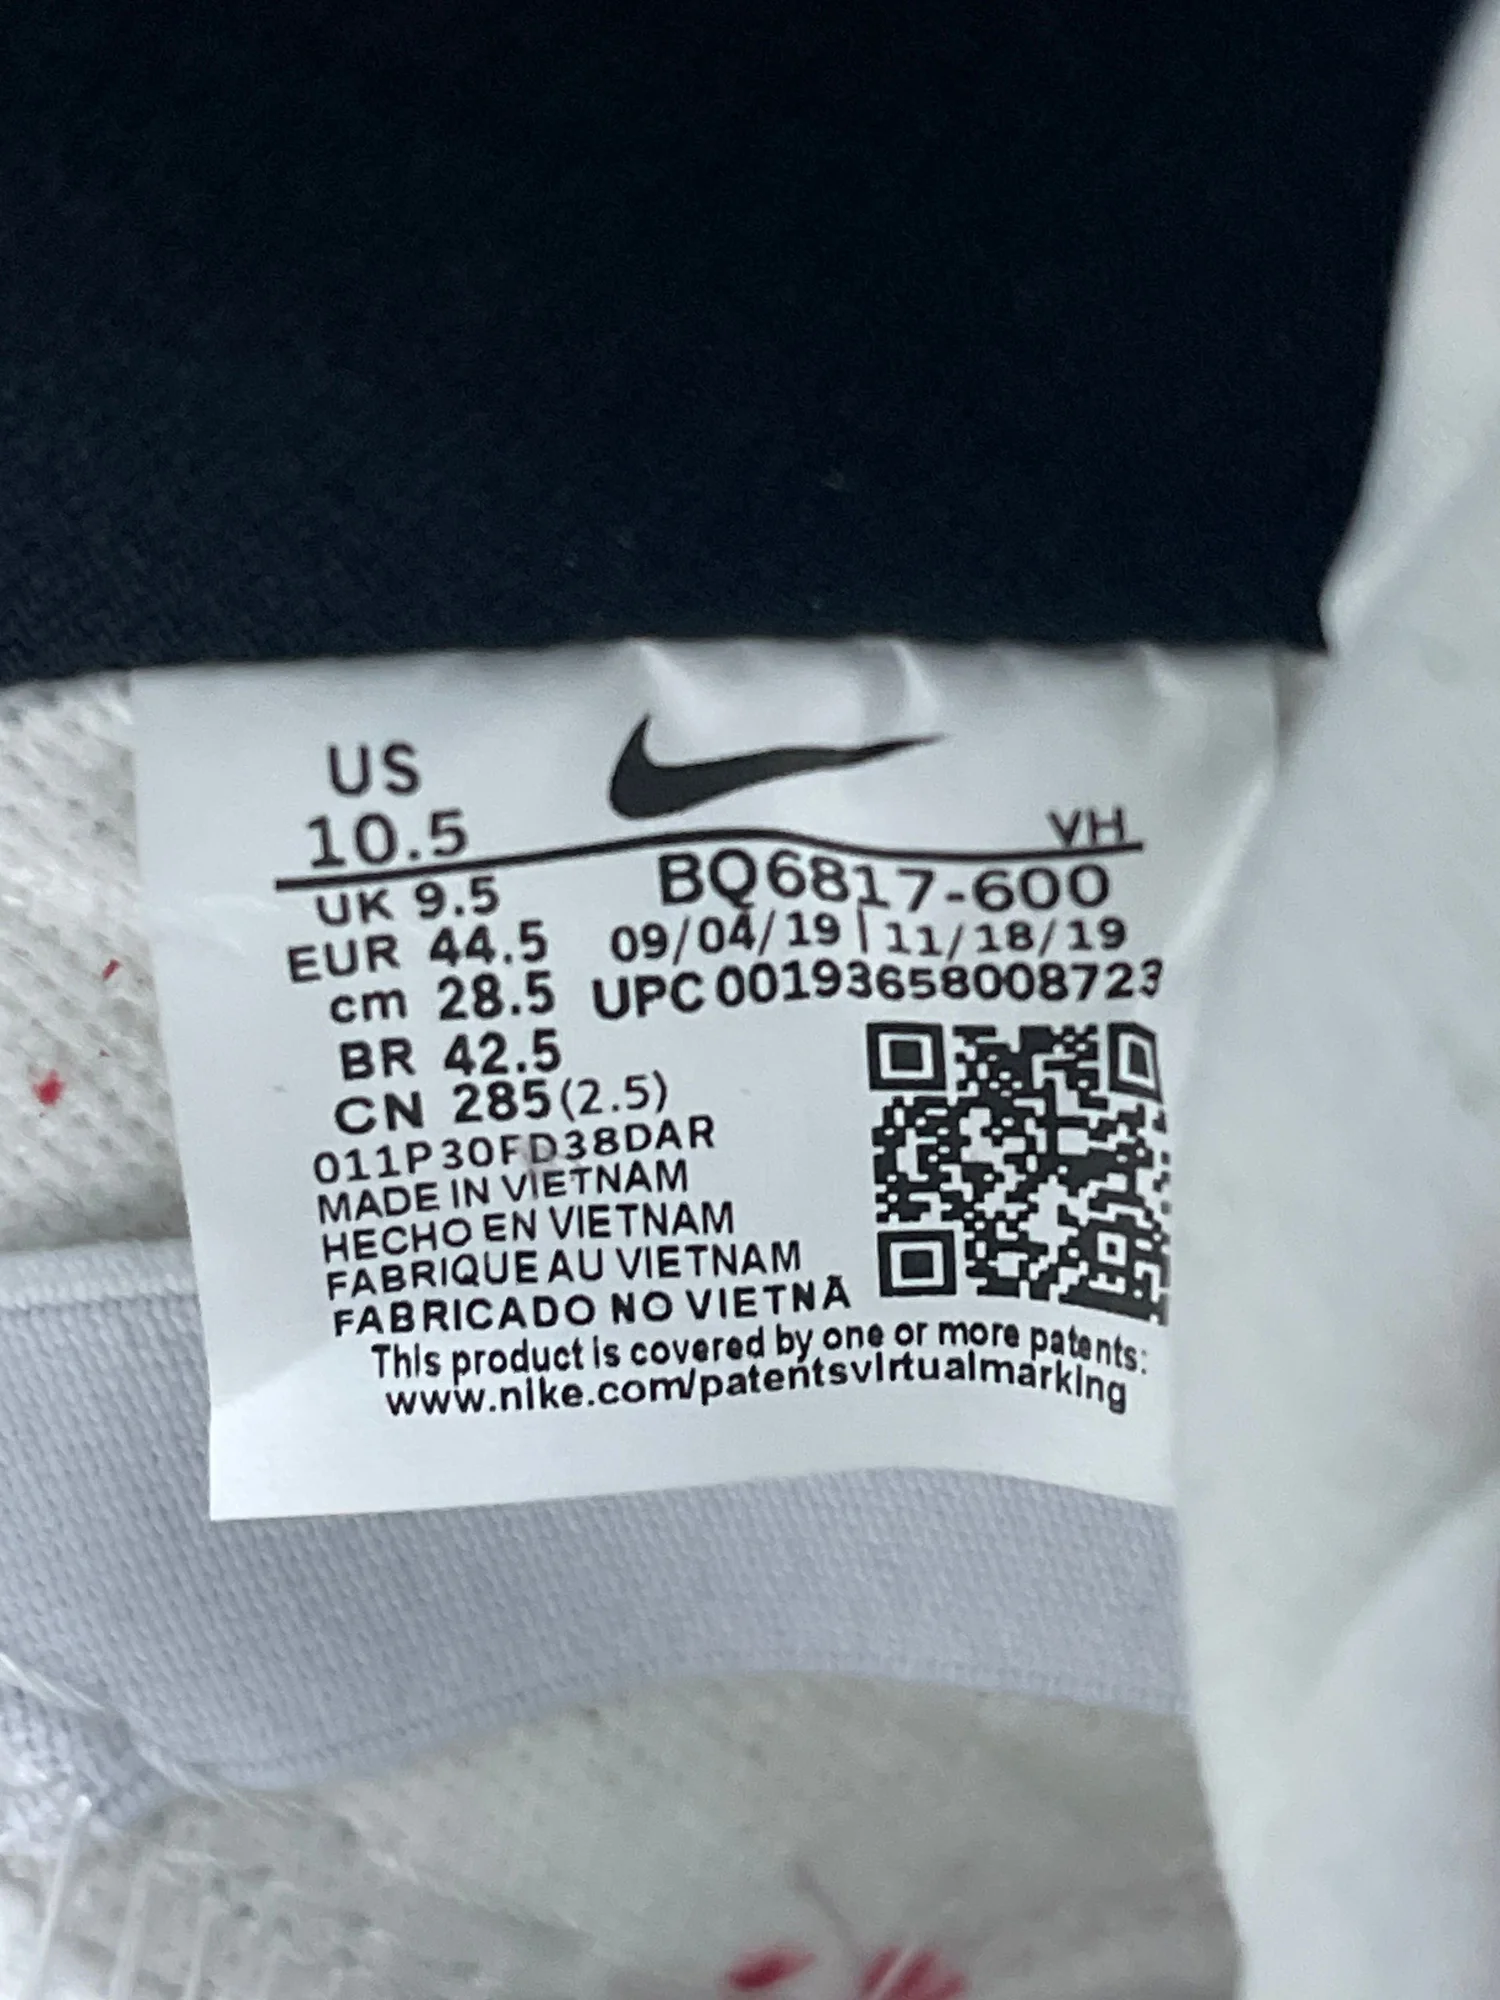 US
10.5
VH
UK 9.5
BQ6817-600
EUR 44.5
09/04/19 | 11/18/19
cm 28.5
UPC 00193658008723
BR 42.5
CN 285(2.5)
011P30FD38DAR
MADE IN VIETNAM
HECHO EN VIETNAM
FABRIQUE AU VIETNAM
FABRICADO NO VIETNÃ
This product is covered by one or more patents:
www.nike.com/patentsvirtualmarking